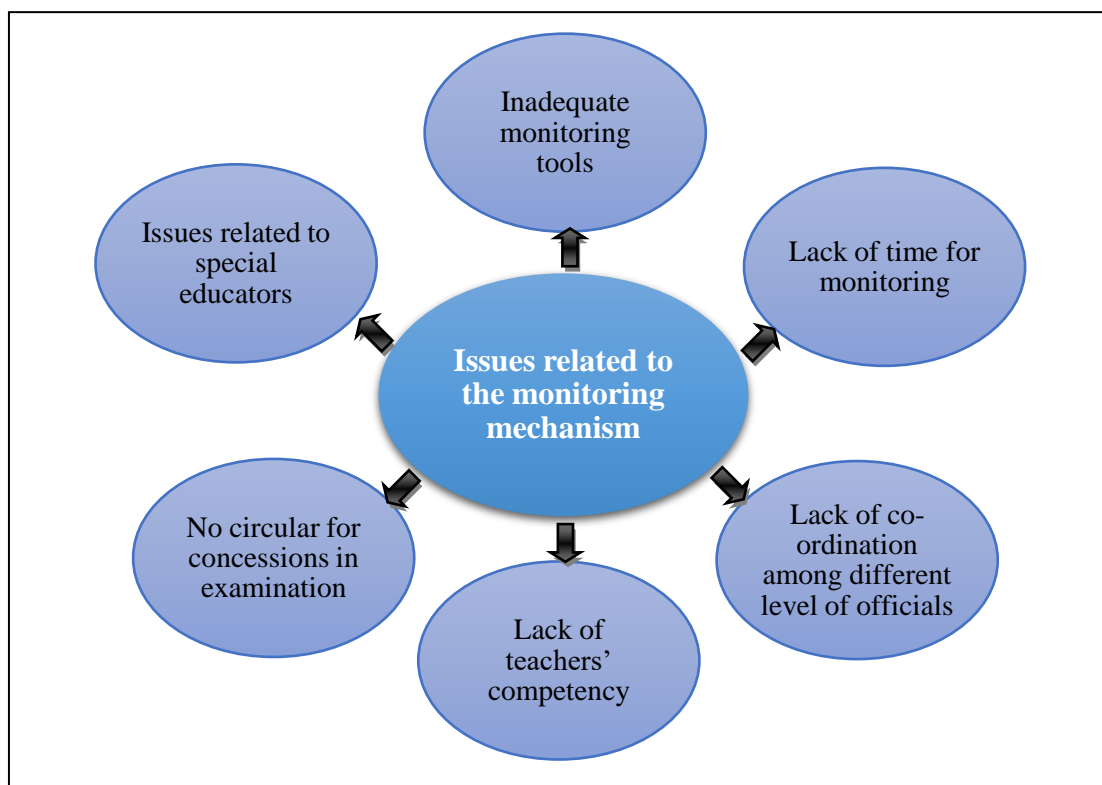 Inadequate
monitoring
tools
Issues related to
special
educators
Lack of time for
monitoring
Issues related to
the monitoring
mechanism
No circular for
concessions in
examination
Lack of co-
ordination
among different
level of officials
Lack of
teachers’
competency